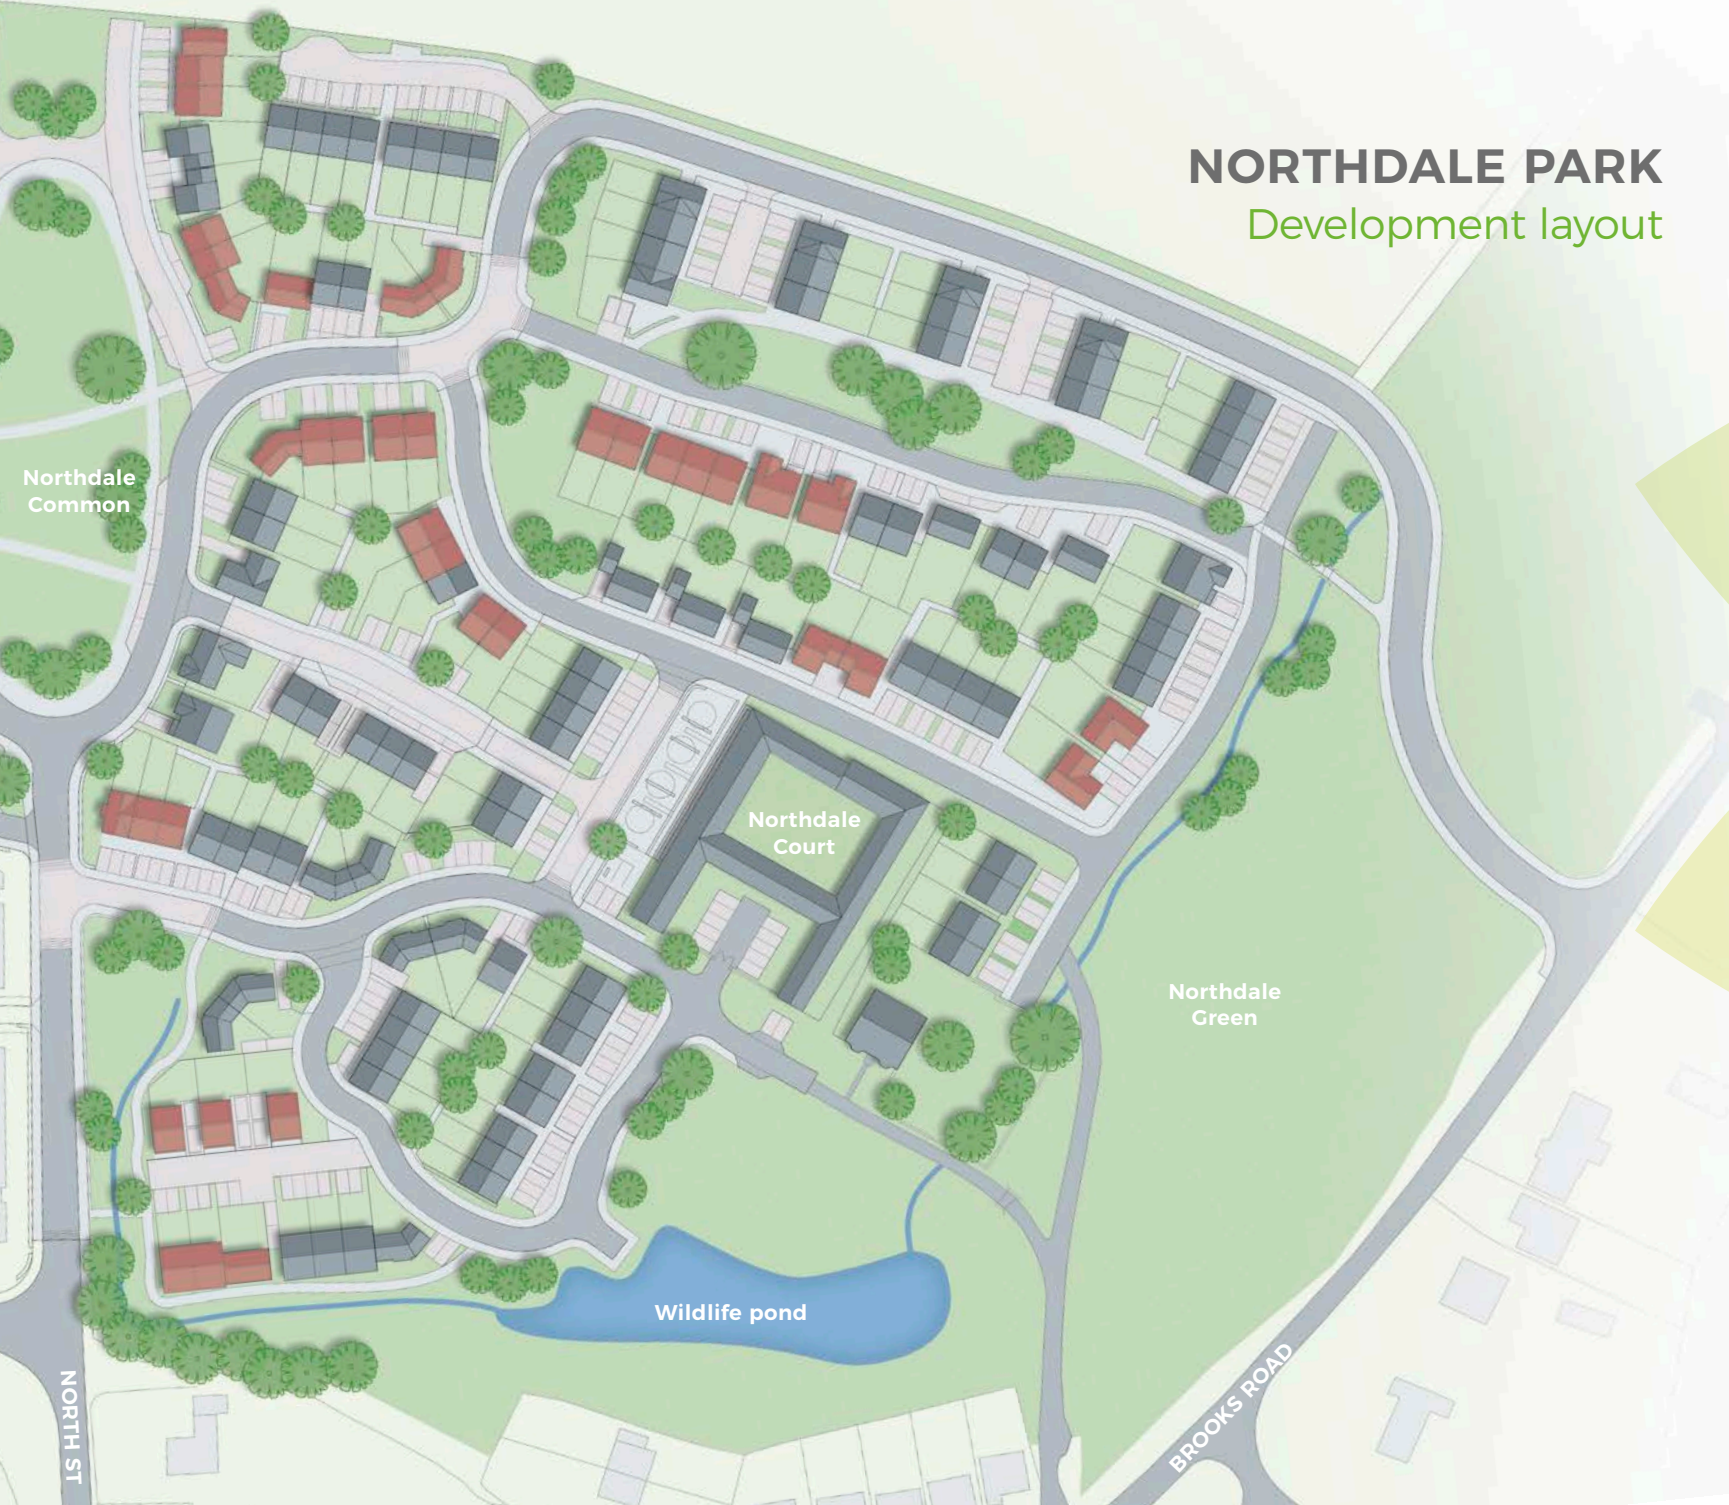 NORTHDALE PARK
Development layout
Northdale
Common
Northdale
Court
Northdale
Green
Wildlife pond
NORTH ST
BROOKS ROAD